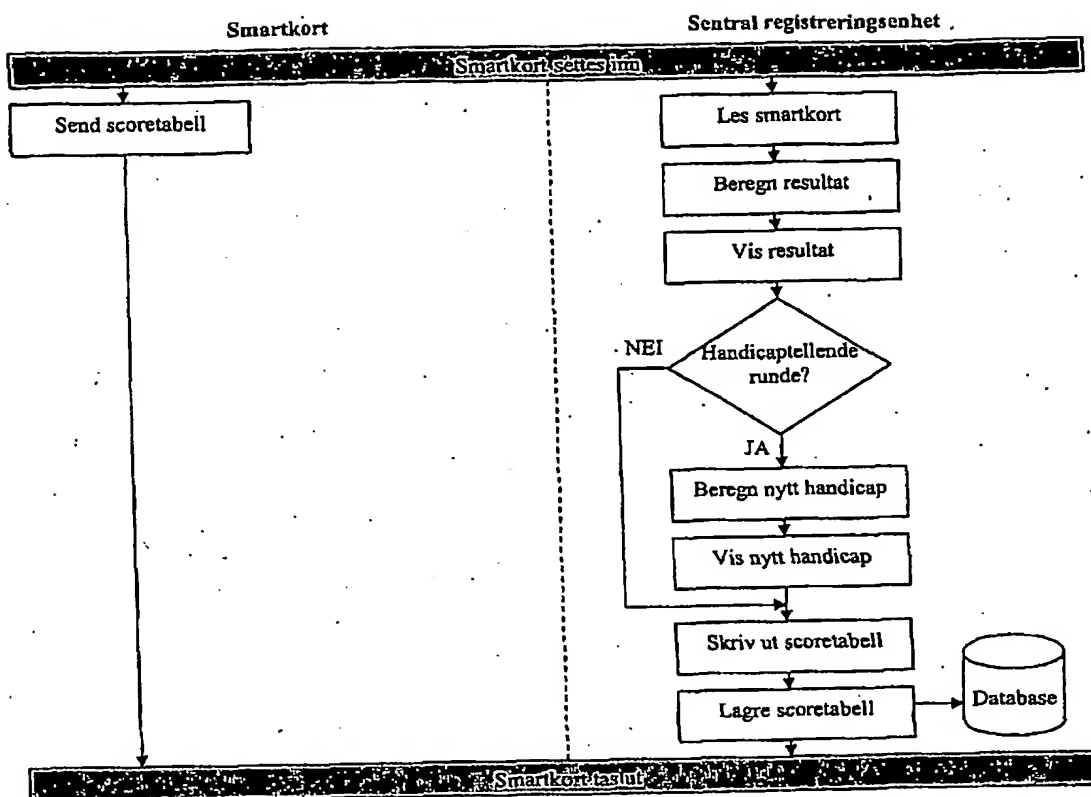 Smartkort
Sentral registreringsenhet
Smartkort settes inn
Send scoretabell
Les smartkort
Beregn resultat
Vis resultat
NEI
Handicaptellende
runde?
JA
Beregn nytt handicap
Vis nytt handicap
Skriv ut scoretabell
Lagre scoretabell
Database
Smartkort tas ut